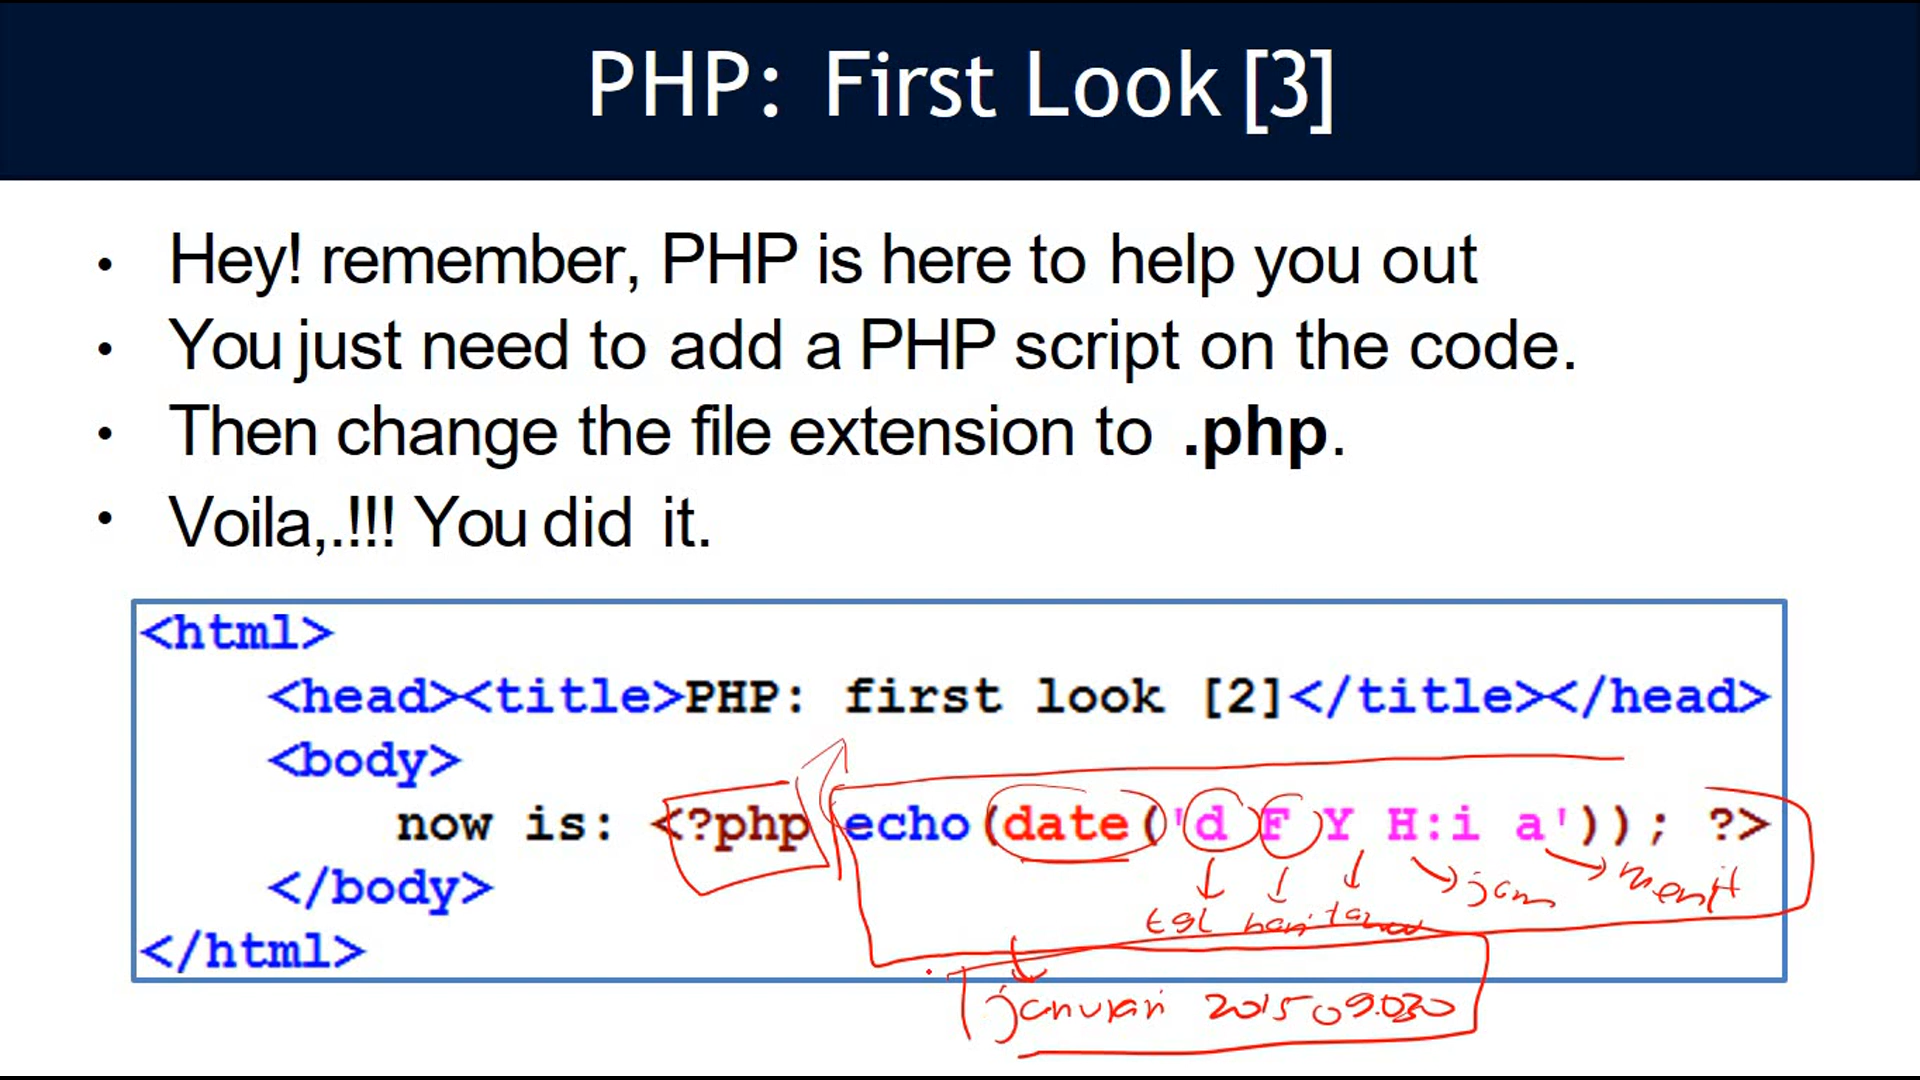 PHP: First Look [3]
• Hey! remember, PHP is here to help you out
• You just need to add a PHP script on the code.
• Then change the file extension to .php.
• Voila,.!!! You did it.
<html>
<head><title>PHP: first look [2]</title></head>
<body>
now is: <?php echo(date('d F Y H:i a')); ?>
</body>
</html>
tgl hari jam menit
januari 2015